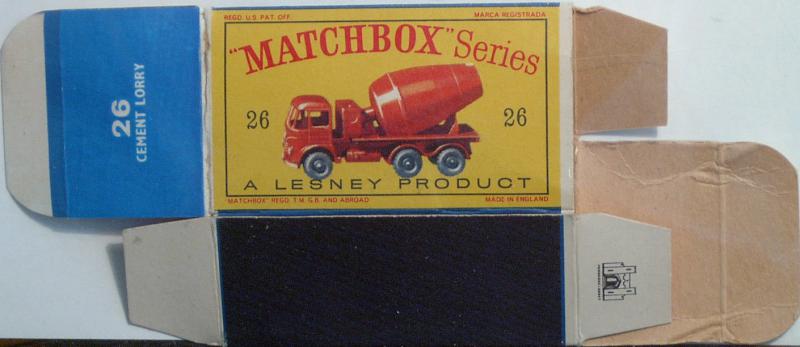 REGD. U.S. PAT. OFF. MARCA REGISTRADA
"MATCHBOX" Series
26 26
A LESNEY PRODUCT
"MATCHBOX" REGD. T.M. G.B. AND ABROAD MADE IN ENGLAND
26
CEMENT LORRY